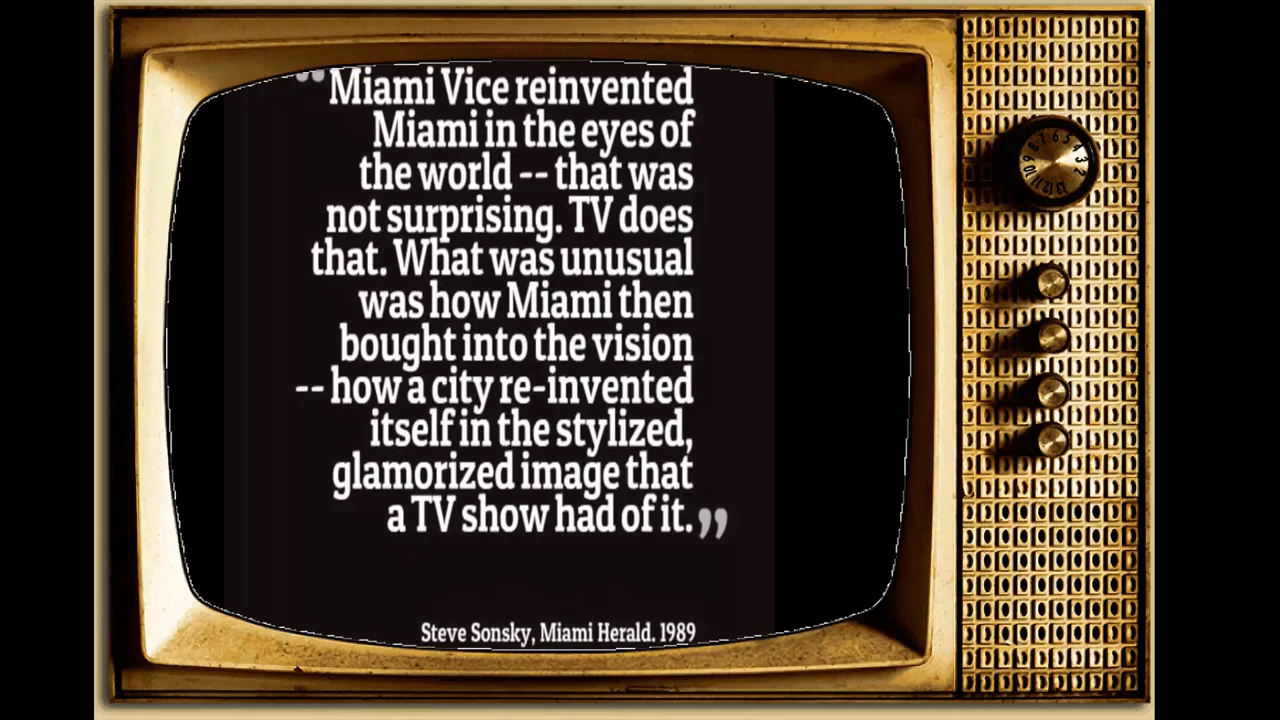 “Miami Vice reinvented
Miami in the eyes of
the world -- that was
not surprising. TV does
that. What was unusual
was how Miami then
bought into the vision
-- how a city re-invented
itself in the stylized,
glamorized image that
a TV show had of it.”
Steve Sonsky, Miami Herald. 1989